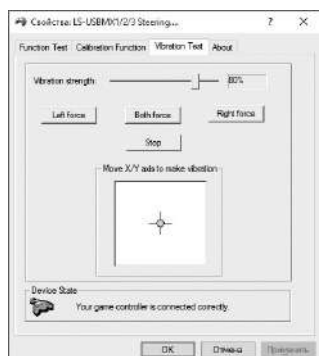 Свойства: LS-USBMX1/2/3 Steering...
Function Test Calibration Function Vibration Test About
Vibration strength: 80%
Left force Both force Right force
Stop
Move X/Y axis to make vibration
Device State
Your game controller is connected correctly.
OK Отмена Применить